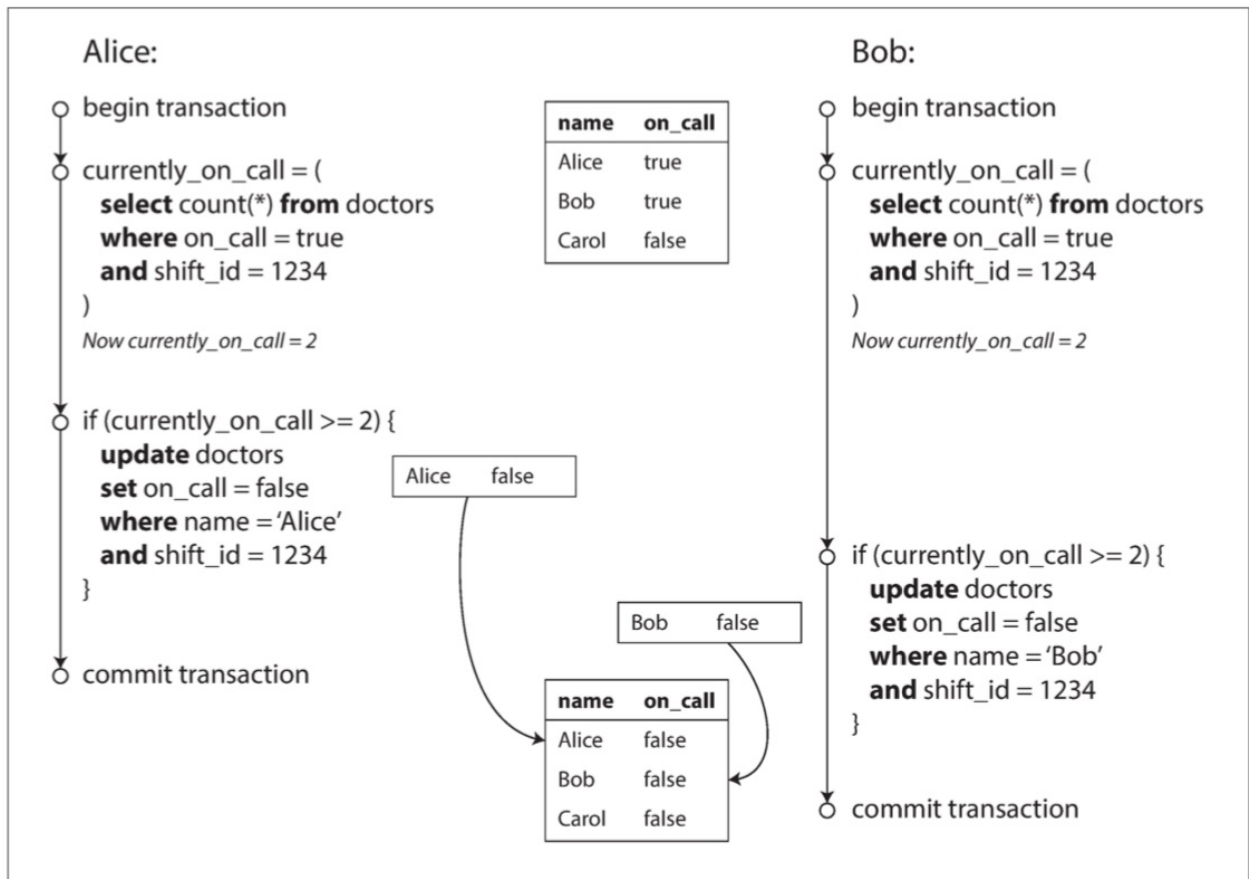 Alice:
begin transaction
currently_on_call = (
select count(*) from doctors
where on_call = true
and shift_id = 1234
)
Now currently_on_call = 2
if (currently_on_call >= 2) {
update doctors
set on_call = false
where name = ‘Alice’
and shift_id = 1234
}
commit transaction
name on_call
Alice true
Bob true
Carol false
Alice false
Bob false
name on_call
Alice false
Bob false
Carol false
Bob:
begin transaction
currently_on_call = (
select count(*) from doctors
where on_call = true
and shift_id = 1234
)
Now currently_on_call = 2
if (currently_on_call >= 2) {
update doctors
set on_call = false
where name = ‘Bob’
and shift_id = 1234
}
commit transaction